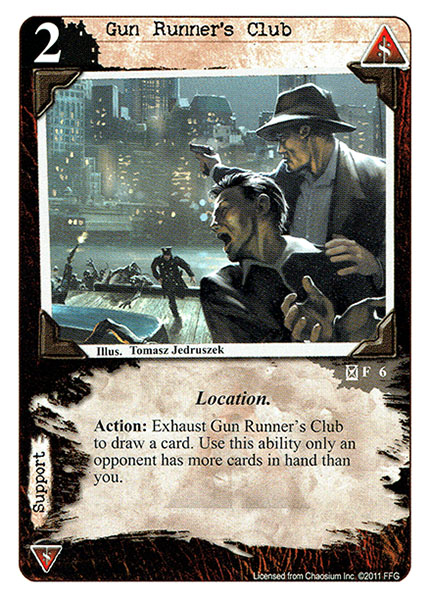 2
Gun Runner's Club
Illus. Tomasz Jedruszek
F 6
Location.
Action: Exhaust Gun Runner's Club
to draw a card. Use this ability only an
opponent has more cards in hand than
you.
Support
Licensed from Chaosium Inc. ©2011 FFG